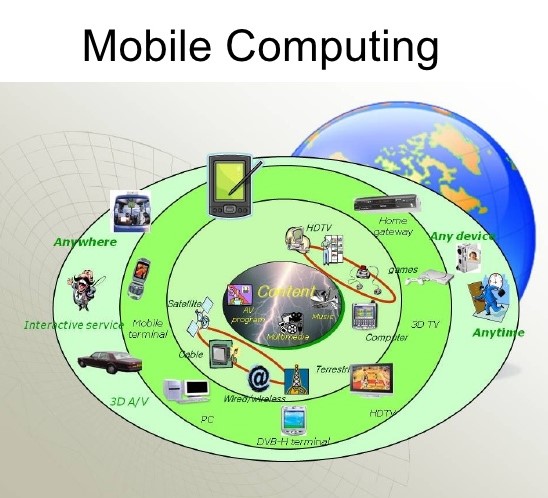 Mobile Computing
HDTV
Home
gateway
Anywhere
Any device
games
Content
Satellite
AV
program
Music
Interactive service
Mobile
terminal
Multimedia
Computer
3D TV
Anytime
Cable
Terrestri
3D A/V
Wired/wireless
@
PC
HDTV
DVB-H terminal